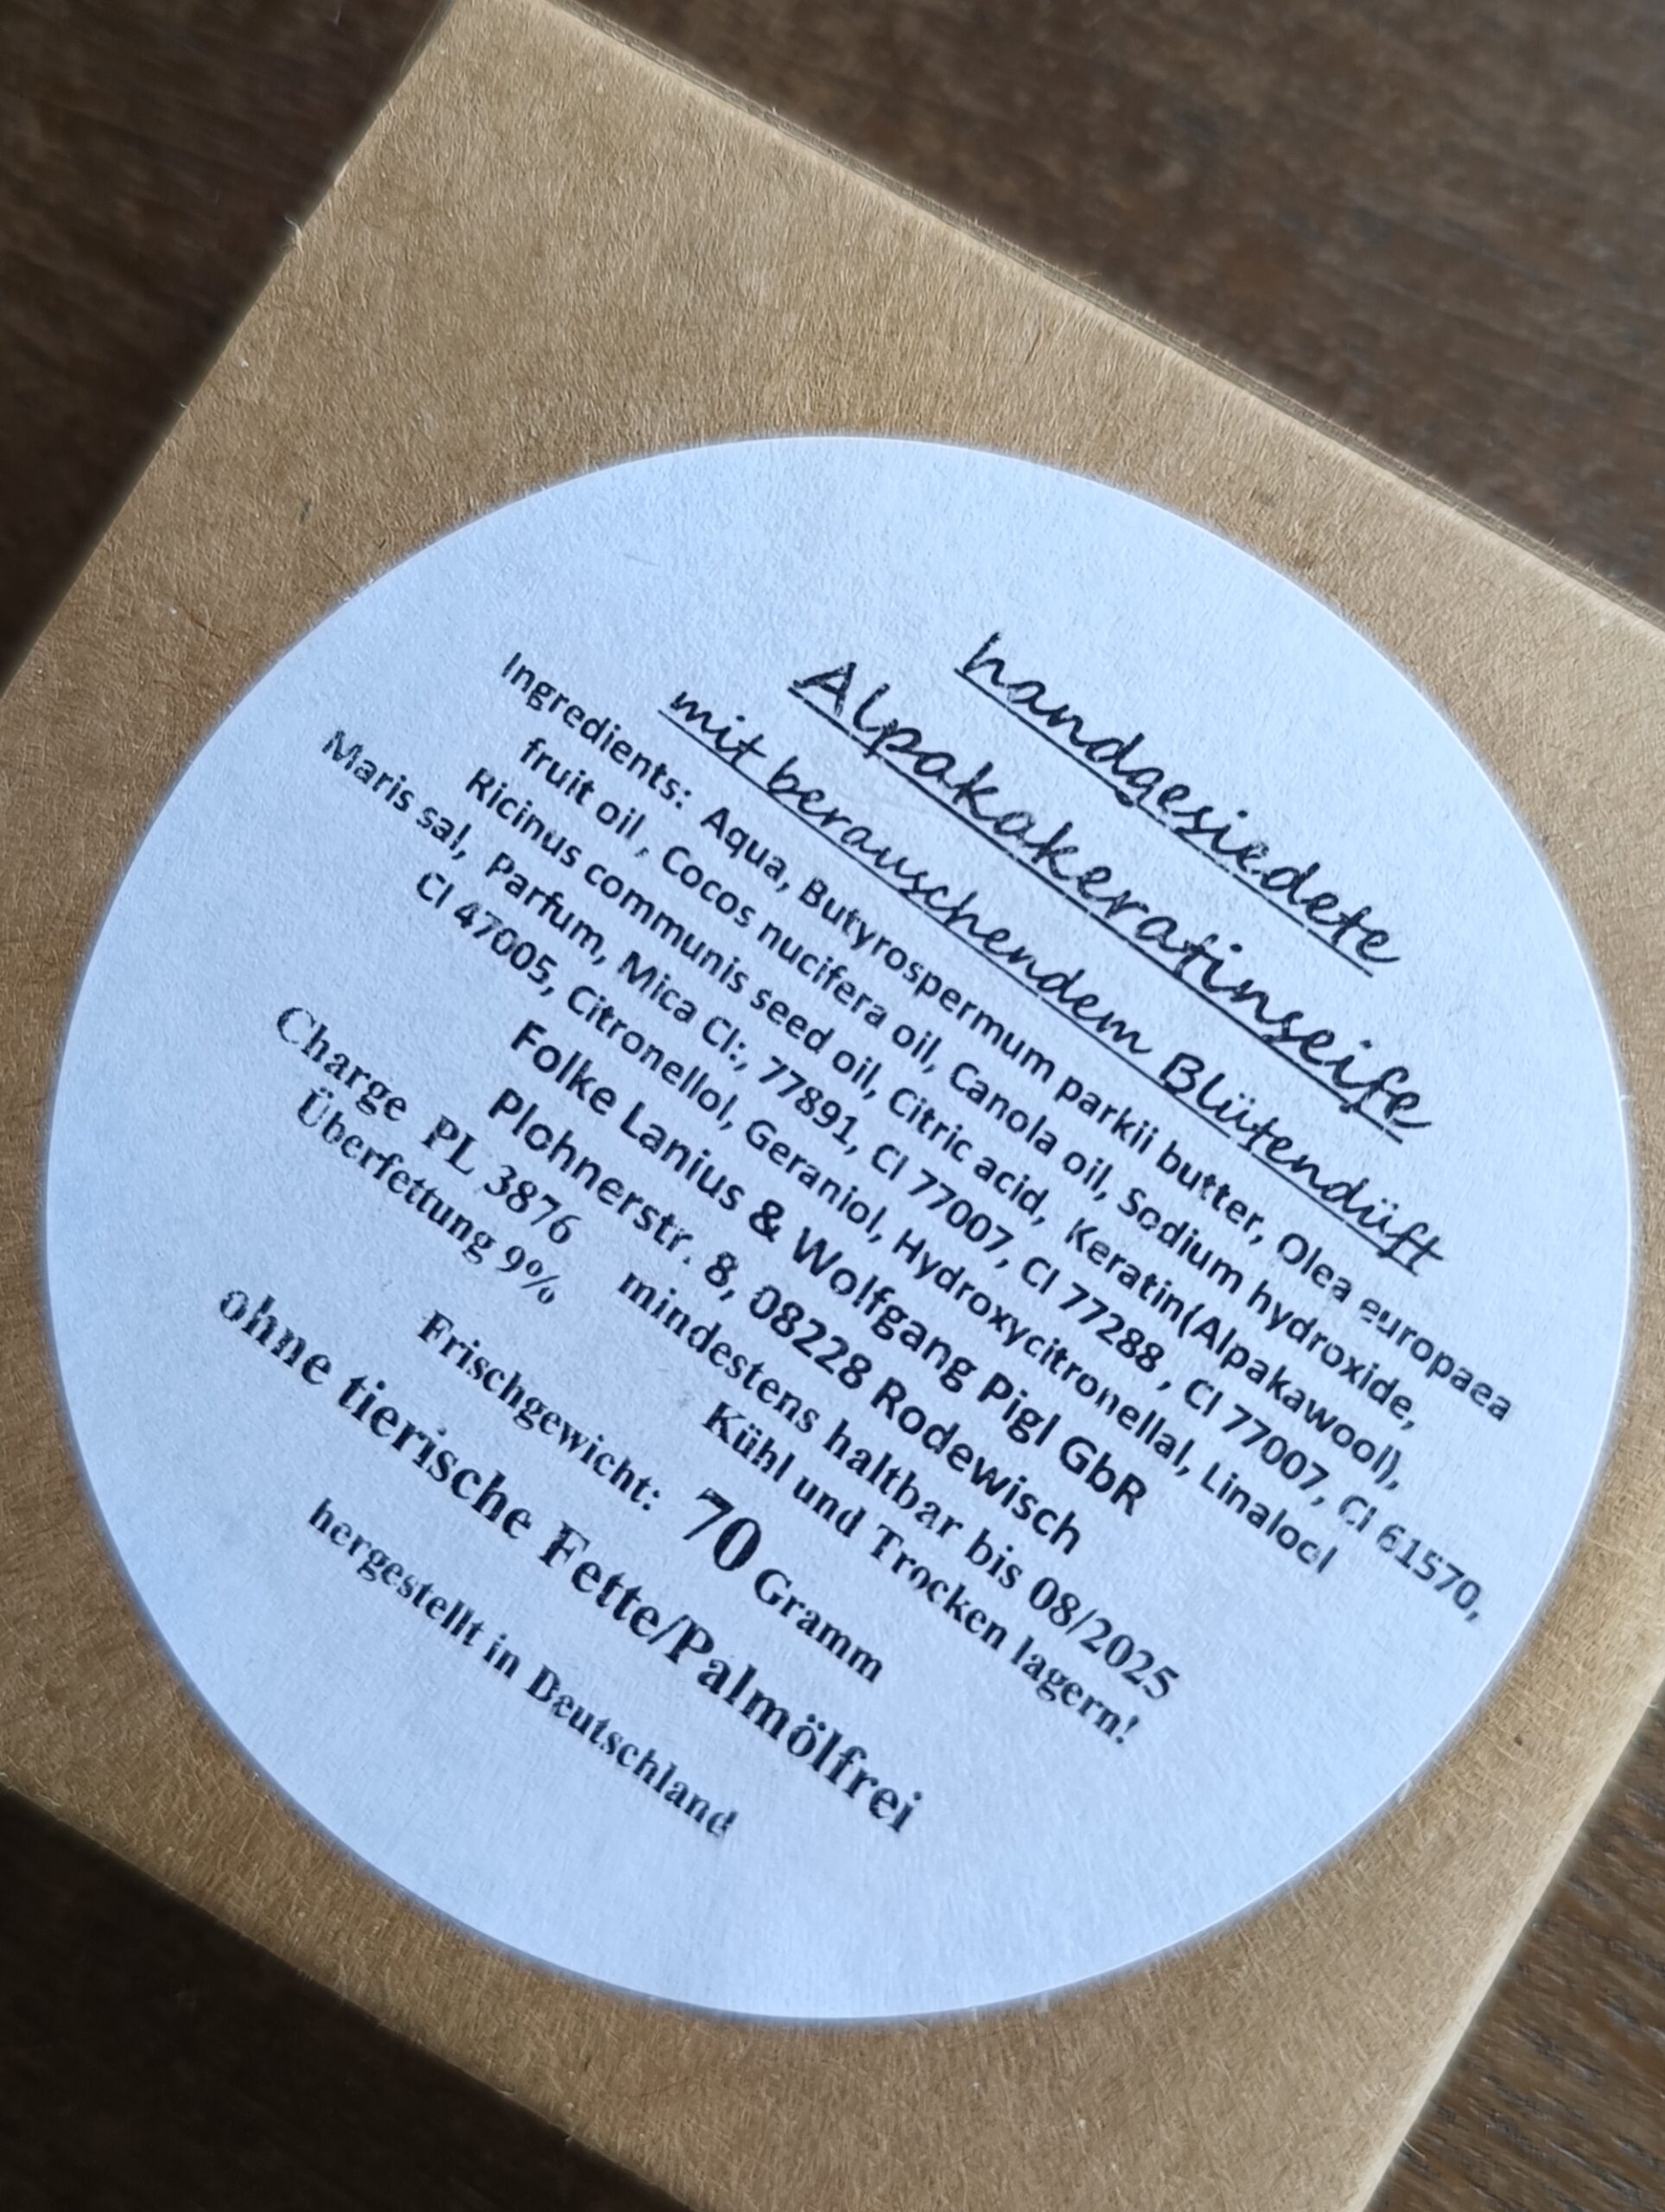 handgesiedete
Alpakakeratinseife
mit berauschendem Blütendüft
Ingredients: Aqua, Butyrospermum parkii butter, Olea europaea
fruit oil , Cocos nucifera oil, Canola oil, Sodium hydroxide,
Ricinus communis seed oil, Citric acid, Keratin(Alpakawool),
Maris sal, Parfum, Mica CI:, 77891, CI 77007, CI 77288 , CI 77007, CI 61570,
CI 47005, Citronellol, Geraniol, Hydroxycitronellal, Linalool
Folke Lanius & Wolfgang Pigl GbR
Plohnerstr. 8, 08228 Rodewisch
Charge PL 3876 mindestens haltbar bis 08/2025
Überfettung 9% Kühl und Trocken lagern!
Frischgewicht: 70 Gramm
ohne tierische Fette/Palmölfrei
hergestellt in Deutschland